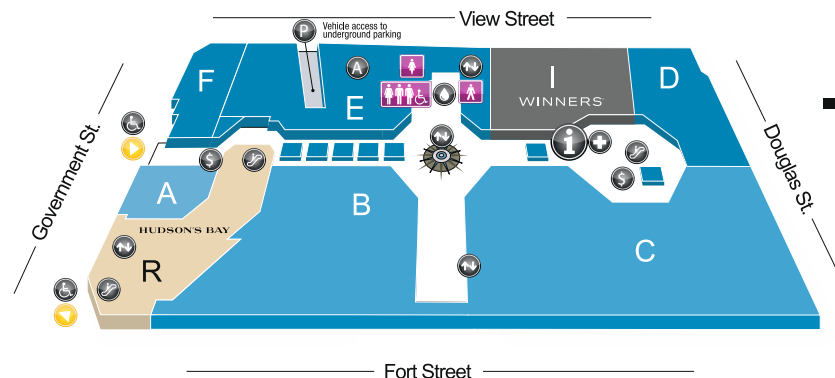 View Street
P
Vehicle access to
underground parking
F
A
I
WINNERS
D
E
Government St.
Douglas St.
i
$
A
B
$
HUDSON'S BAY
C
R
Fort Street